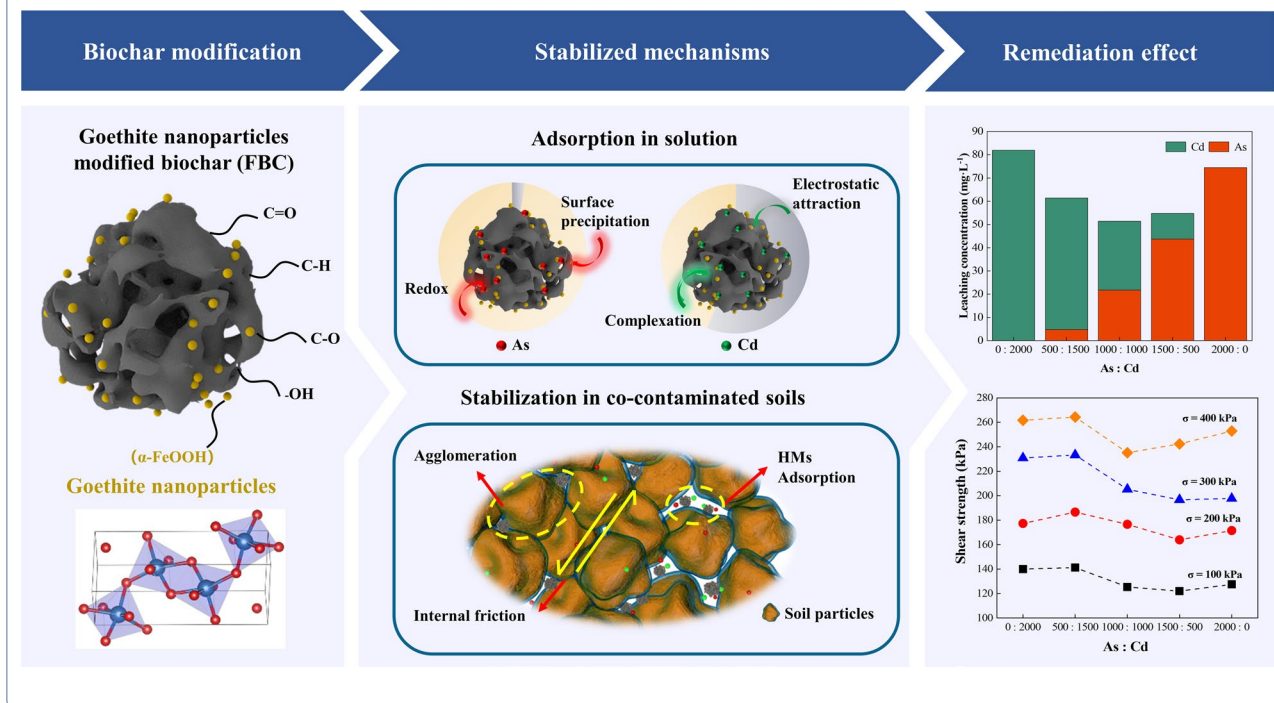 Biochar modification
Stabilized mechanisms
Remediation effect
Goethite nanoparticles
modified biochar (FBC)
C=O
C-H
C-O
-OH
(α-FeOOH)
Goethite nanoparticles
Adsorption in solution
Surface
precipitation
Redox
As
Electrostatic
attraction
Complexation
Cd
Stabilization in co-contaminated soils
Agglomeration
HMs
Adsorption
Internal friction
Soil particles
Leaching concentration (mg·L⁻¹)
90
80
70
60
50
40
30
20
10
0
Cd
As
0 : 2000
500 : 1500
1000 : 1000
1500 : 500
2000 : 0
As : Cd
Shear strength (kPa)
280
260
240
220
200
180
160
140
120
100
σ = 400 kPa
σ = 300 kPa
σ = 200 kPa
σ = 100 kPa
0 : 2000
500 : 1500
1000 : 1000
1500 : 500
2000 : 0
As : Cd